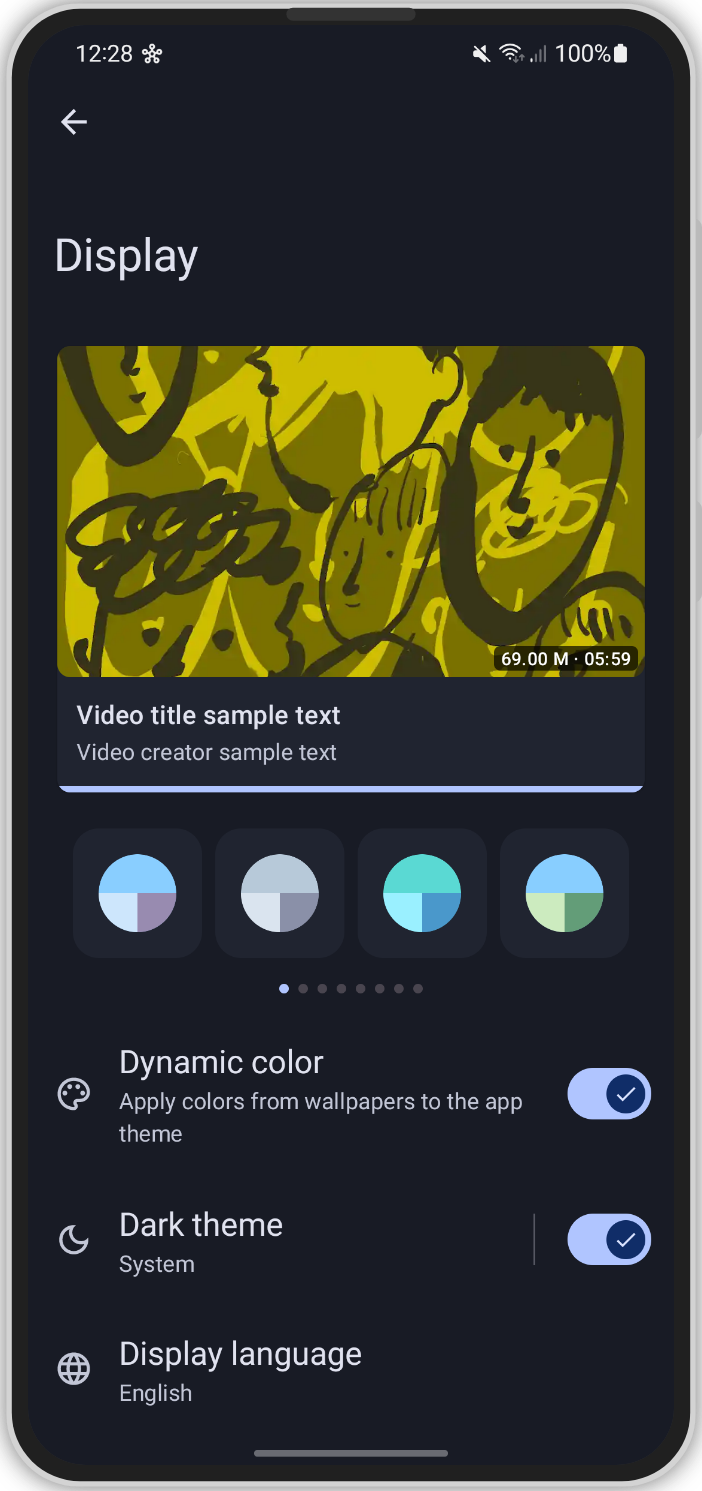 12:28 100%
Display
69.00 M · 05:59
Video title sample text
Video creator sample text
Dynamic color
Apply colors from wallpapers to the app
theme
Dark theme
System
Display language
English